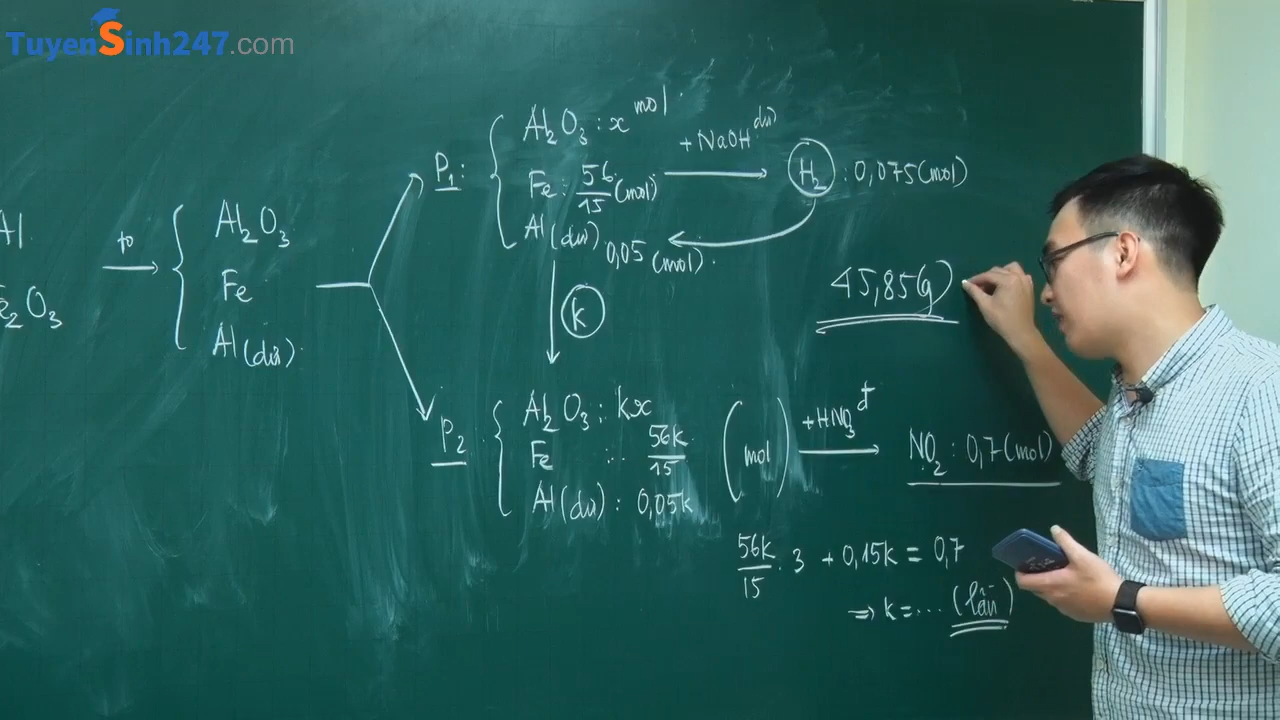 TuyenSinh247.com
Al
e₂O₃
t°
Al₂O₃
Fe
Al (dư)
P₁:
Al₂O₃: x mol
Fe: 56/15 (mol)
Al (dư) 0,05 (mol).
+ NaOH dư
H₂ : 0,075 (mol)
k
45,85 (g)
P₂
Al₂O₃: kx
Fe : 56k/15
Al (dư) : 0,05k
(mol)
+ HNO₃ đ
NO₂ : 0,7 (mol)
56k/15 . 3 + 0,15k = 0,7
⇒ k = ... (lần)